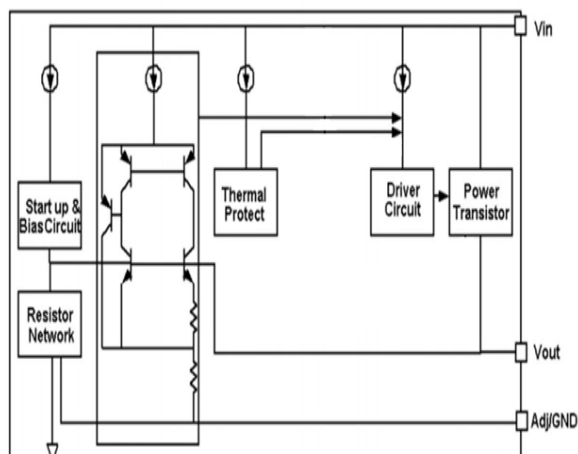 Vin
Start up &
Bias Circuit
Thermal
Protect
Driver
Circuit
Power
Transistor
Resistor
Network
Vout
Adj/GND